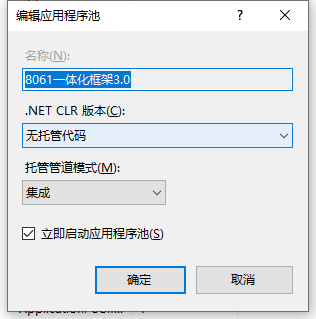 编辑应用程序池
?
名称(N):
8061一体化框架3.0
.NET CLR 版本(C):
无托管代码
托管管道模式(M):
集成
立即启动应用程序池(S)
确定
取消